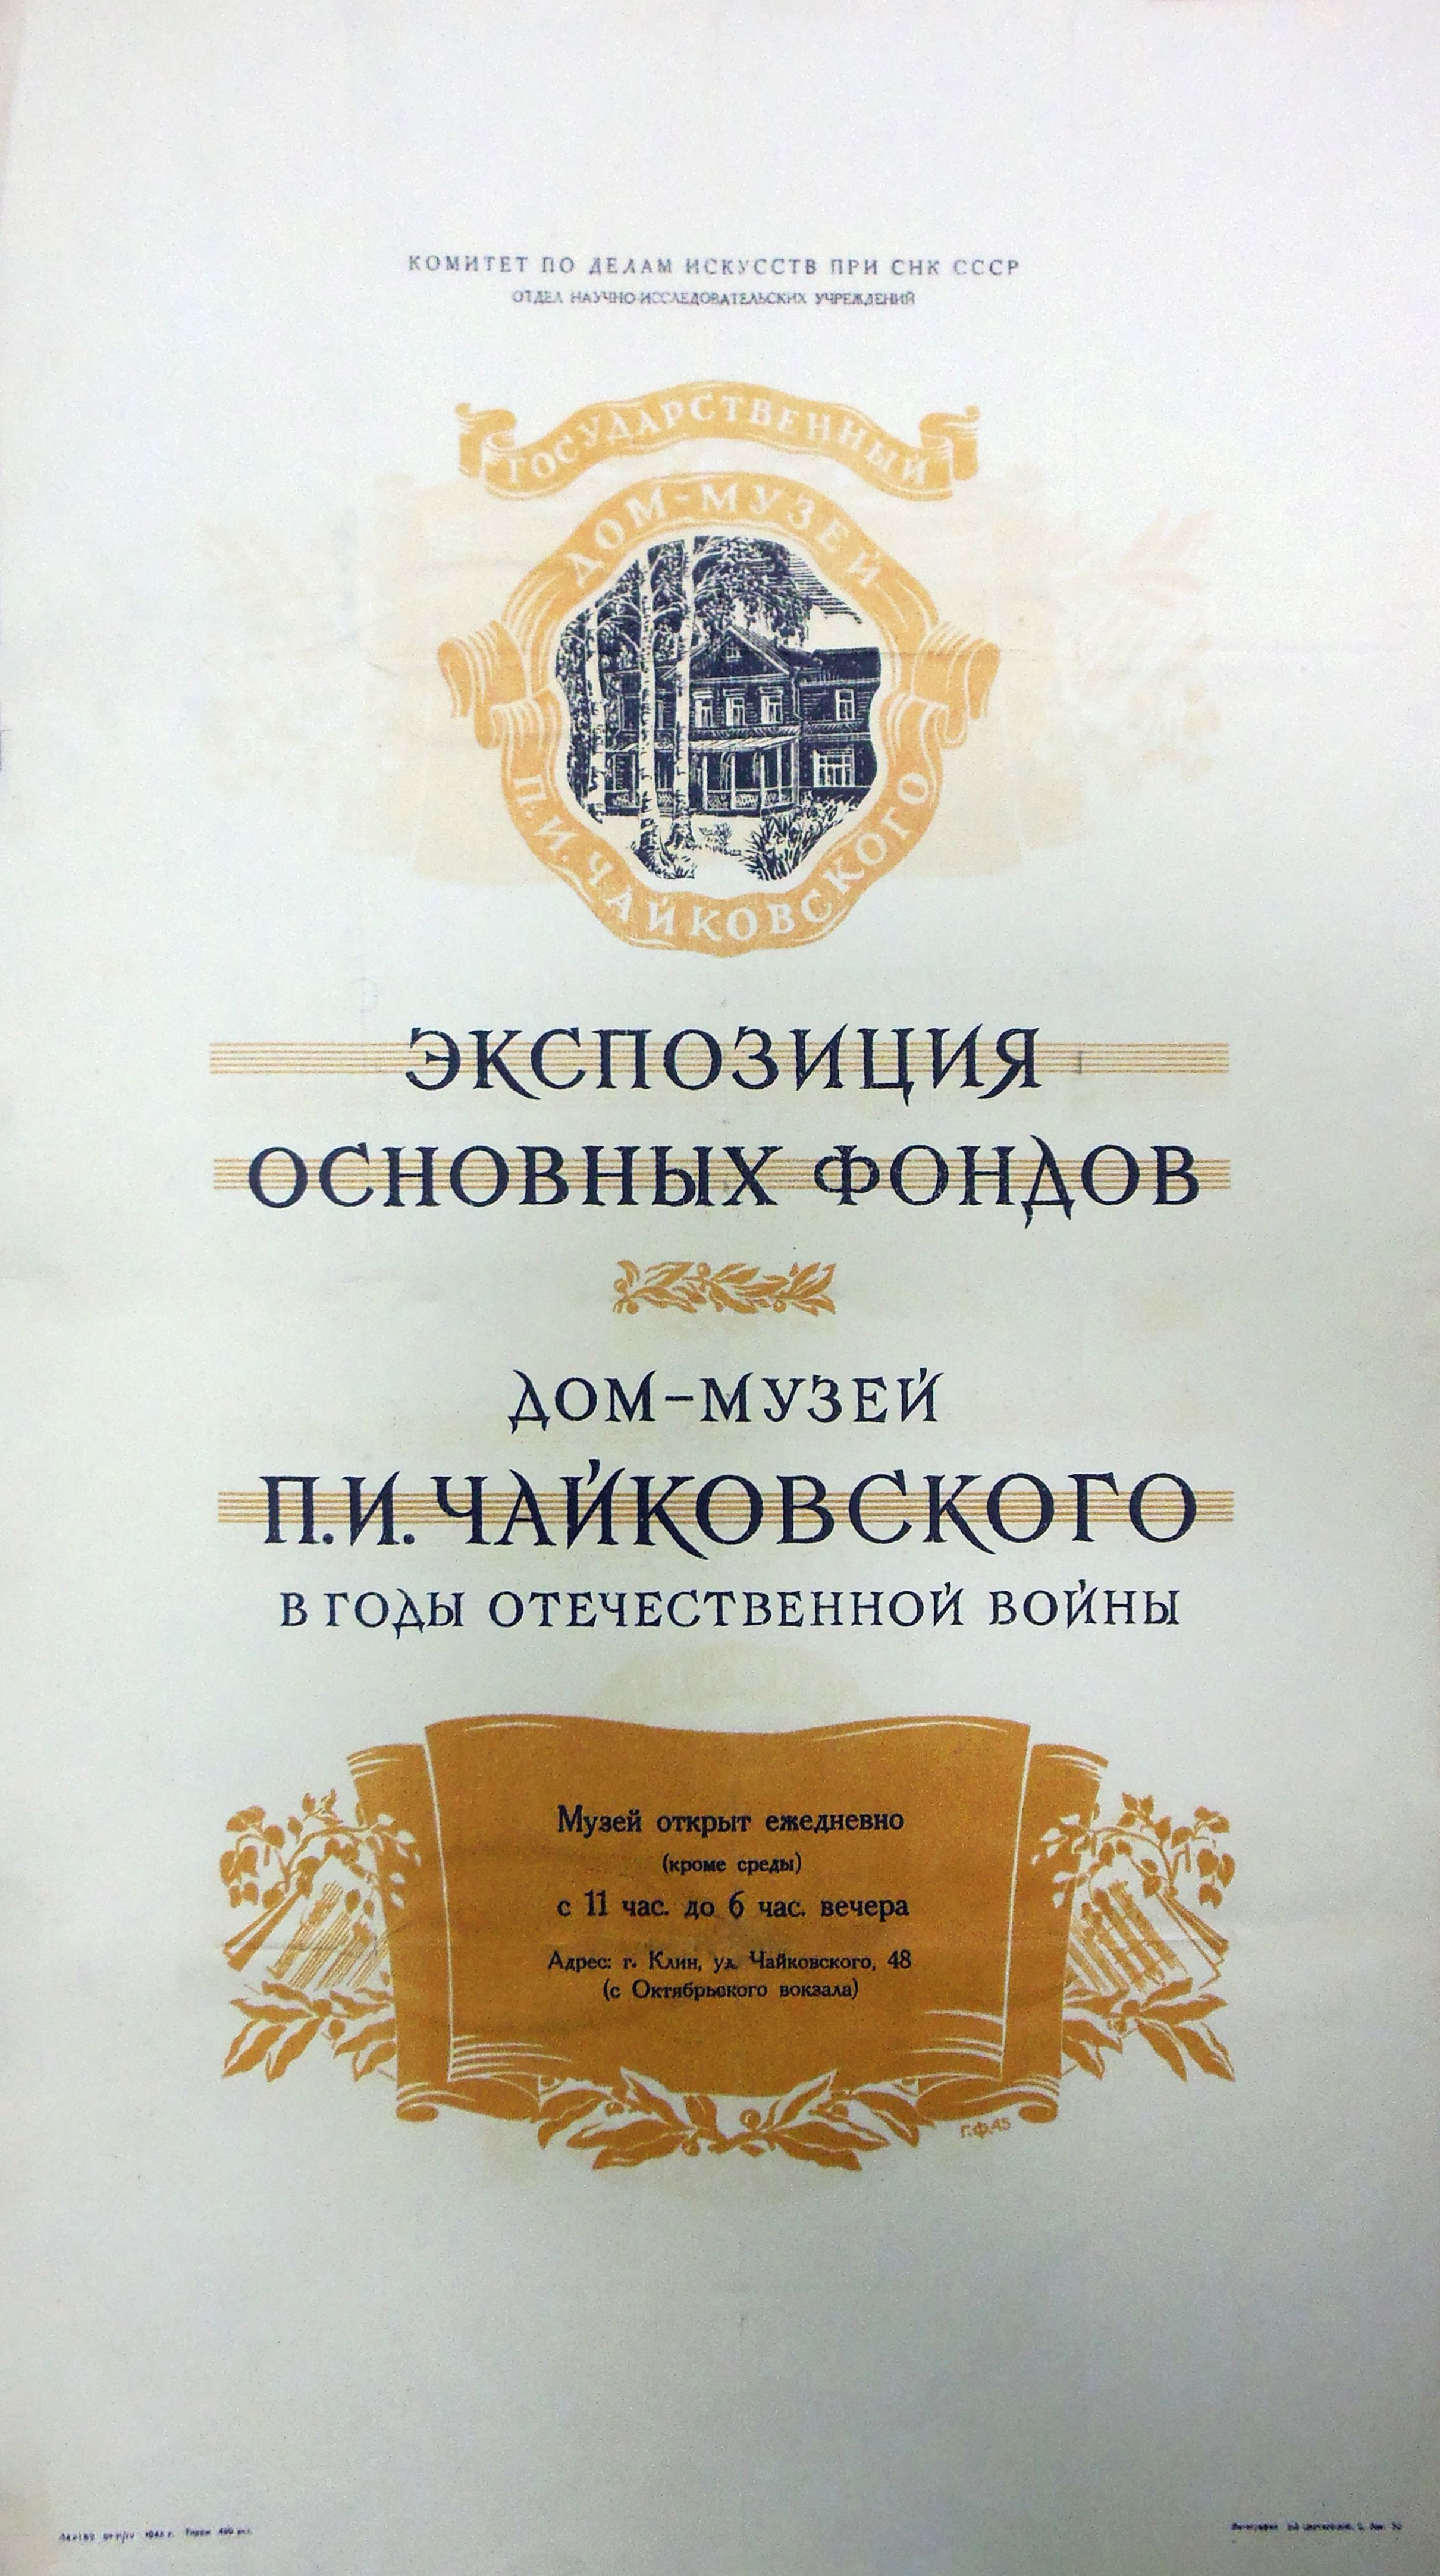 КОМИТЕТ ПО ДЕЛАМ ИСКУССТВ ПРИ СНК СССР
ОТДЕЛ НАУЧНО-ИССЛЕДОВАТЕЛЬСКИХ УЧРЕЖДЕНИЙ
ГОСУДАРСТВЕННЫЙ
ДОМ-МУЗЕЙ
П.И. ЧАЙКОВСКОГО
ЭКСПОЗИЦИЯ
ОСНОВНЫХ ФОНДОВ
ДОМ-МУЗЕЙ
П.И. ЧАЙКОВСКОГО
В ГОДЫ ОТЕЧЕСТВЕННОЙ ВОЙНЫ
Музей открыт ежедневно
(кроме среды)
с 11 час. до 6 час. вечера
Адрес: г. Клин, ул. Чайковского, 48
(с Октябрьского вокзала)
Г.Ф.45
Тираж